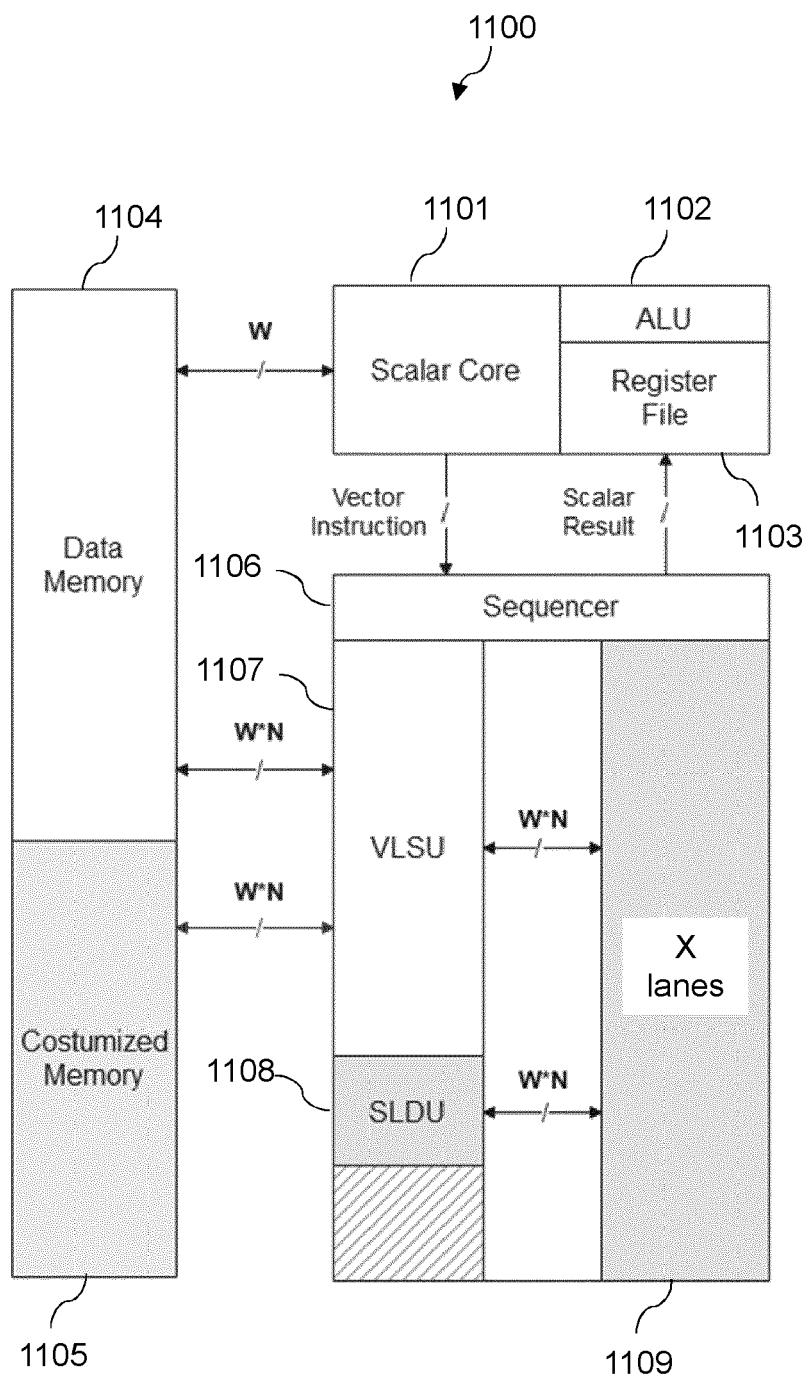 1100
1104
1101
1102
W
Scalar Core
ALU
Register
File
Vector
Instruction
Scalar
Result
1103
Data
Memory
1106
Sequencer
1107
W*N
VLSU
W*N
W*N
X
lanes
Costumized
Memory
1108
SLDU
W*N
1105
1109